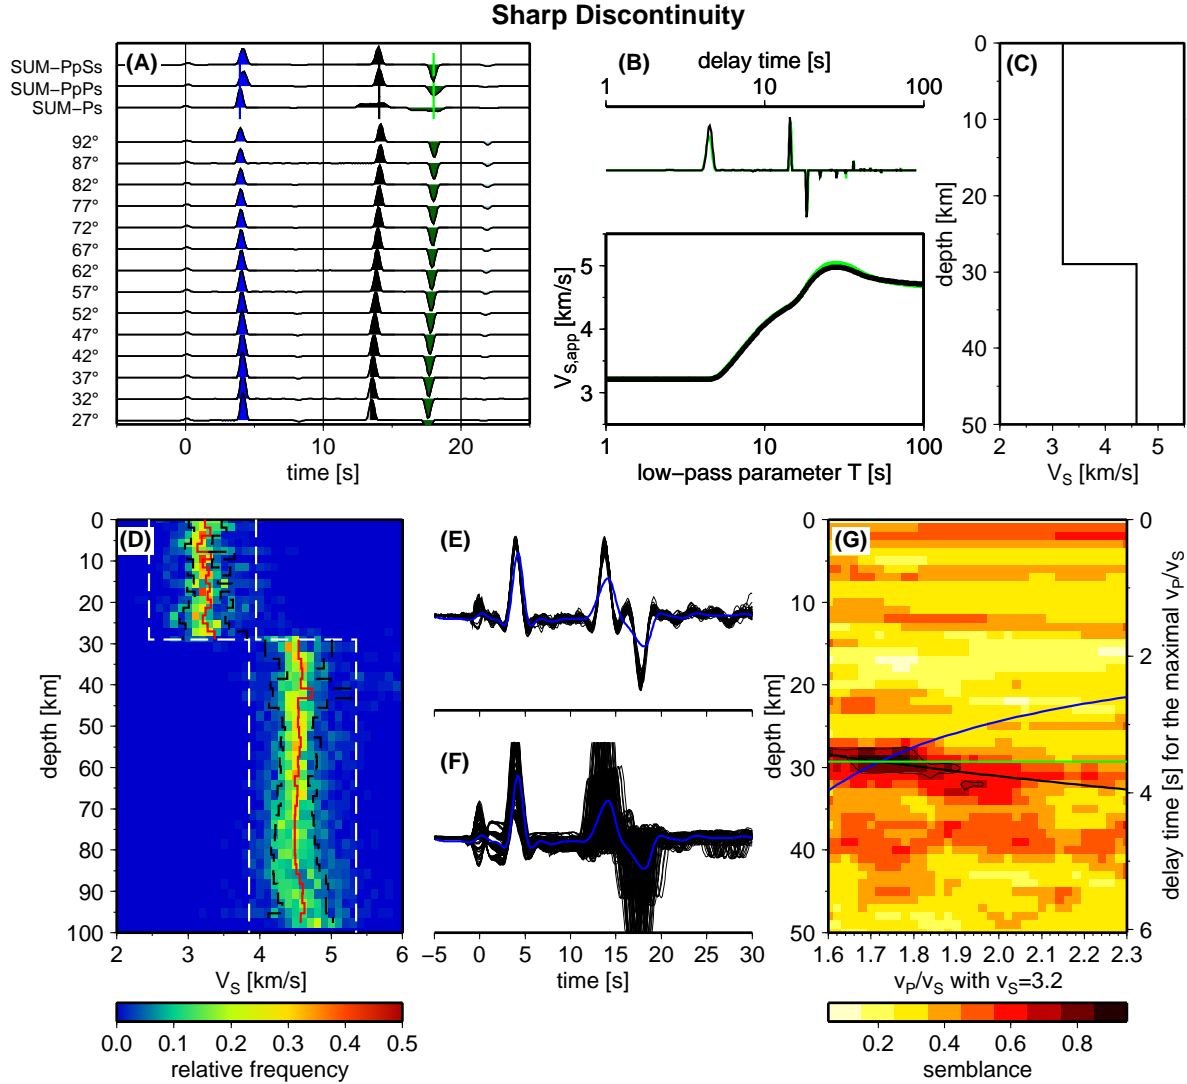 Sharp Discontinuity
(A)
SUM−PpSs
SUM−PpPs
SUM−Ps
92°
87°
82°
77°
72°
67°
62°
57°
52°
47°
42°
37°
32°
27°
0 10 20
time [s]
(B)
delay time [s]
1 10 100
V_S,app [km/s]
5
4
3
1 10 100
low−pass parameter T [s]
(C)
depth [km]
0
10
20
30
40
50
2 3 4 5
V_S [km/s]
(D)
depth [km]
0
10
20
30
40
50
60
70
80
90
100
2 3 4 5 6
V_S [km/s]
0.0 0.1 0.2 0.3 0.4 0.5
relative frequency
(E)
(F)
−5 0 5 10 15 20 25 30
time [s]
(G)
depth [km]
0
10
20
30
40
50
delay time [s] for the maximal v_P/v_S
0
2
4
6
1.6 1.7 1.8 1.9 2.0 2.1 2.2 2.3
v_P/v_S with v_S=3.2
0.2 0.4 0.6 0.8
semblance